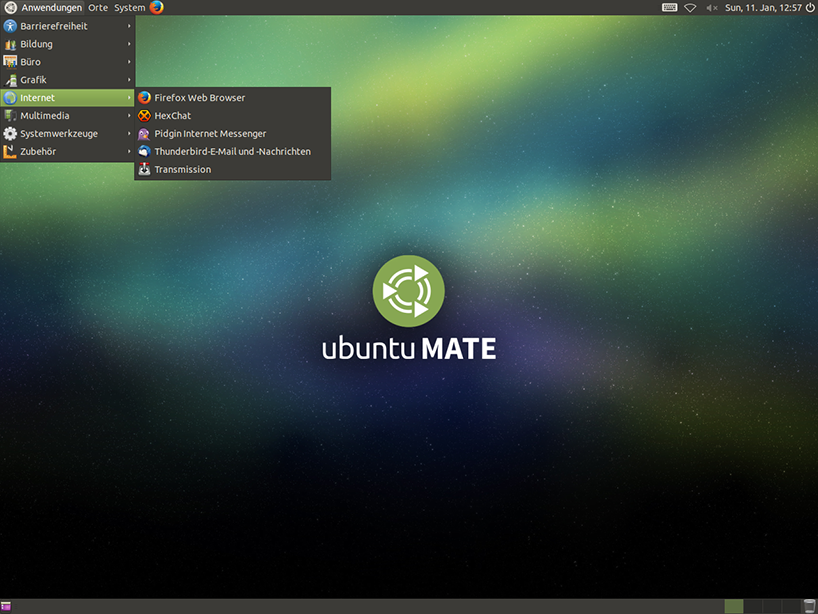 Anwendungen Orte System Sun, 11. Jan, 12:57
Barrierefreiheit
Bildung
Büro
Grafik
Internet
Multimedia
Systemwerkzeuge
Zubehör
Firefox Web Browser
HexChat
Pidgin Internet Messenger
Thunderbird-E-Mail und -Nachrichten
Transmission
ubuntu MATE